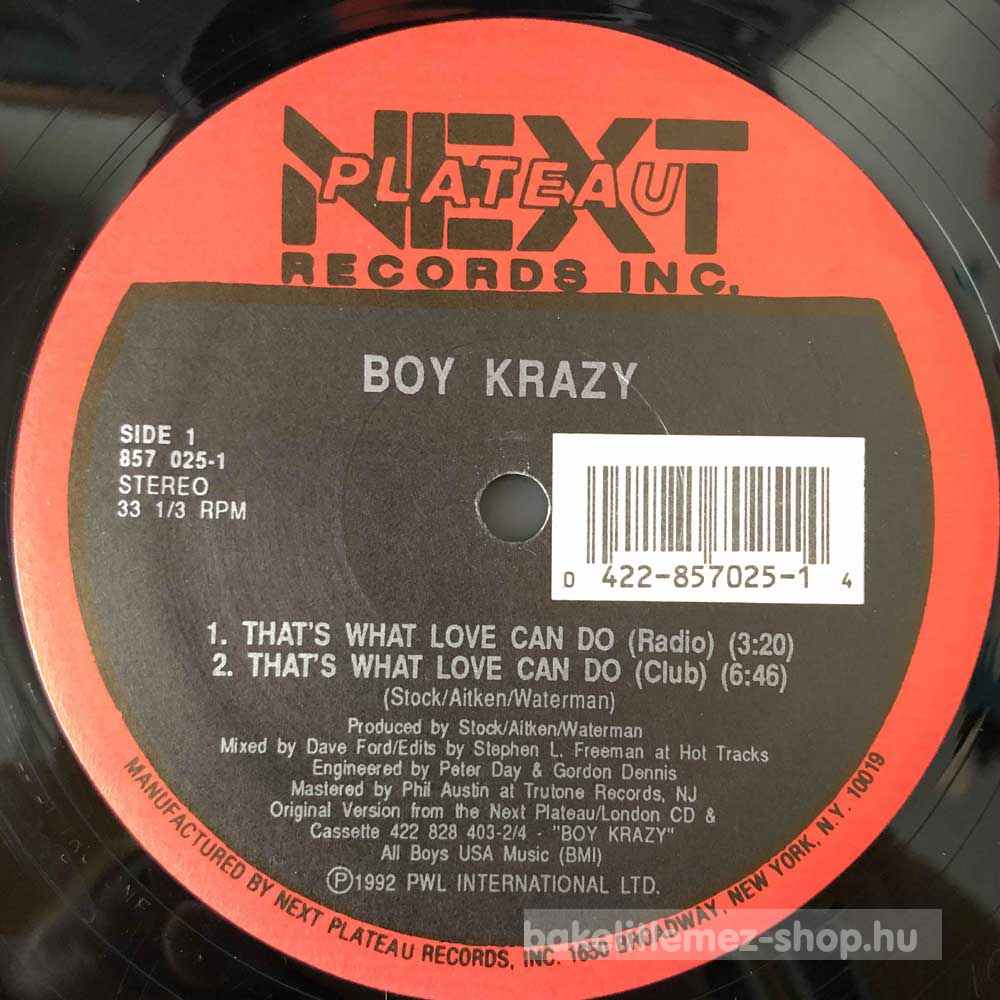 NEXT
PLATEAU
RECORDS INC.
BOY KRAZY
SIDE 1
857 025-1
STEREO
33 1/3 RPM
0 422-857025-1 4
1. THAT'S WHAT LOVE CAN DO (Radio) (3:20)
2. THAT'S WHAT LOVE CAN DO (Club) (6:46)
(Stock/Aitken/Waterman)
Produced by Stock/Aitken/Waterman
Mixed by Dave Ford/Edits by Stephen L. Freeman at Hot Tracks
Engineered by Peter Day & Gordon Dennis
Mastered by Phil Austin at Trutone Records, NJ
Original Version from the Next Plateau/London CD &
Cassette 422 828 403-2/4 - "BOY KRAZY"
All Boys USA Music (BMI)
Ⓟ1992 PWL INTERNATIONAL LTD.
MANUFACTURED BY NEXT PLATEAU RECORDS, INC. 1650 BROADWAY, NEW YORK, N.Y. 10019
bakelitlemez-shop.hu